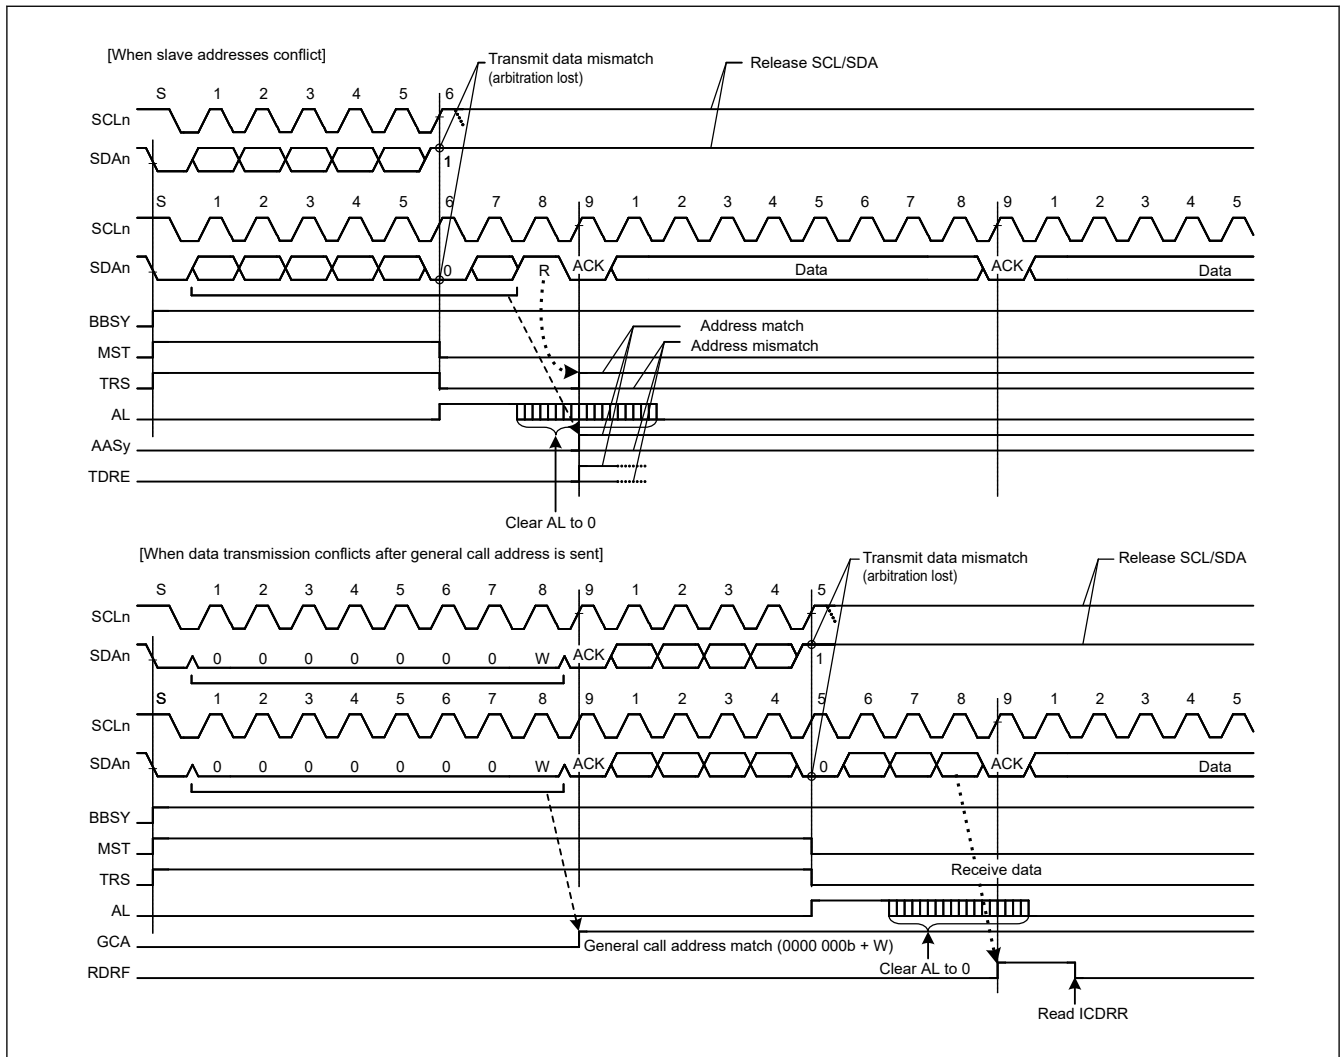 [When slave addresses conflict]
Transmit data mismatch
(arbitration lost)
Release SCL/SDA
S 1 2 3 4 5 6
SCLn
SDAn
1
S 1 2 3 4 5 6 7 8 9 1 2 3 4 5 6 7 8 9 1 2 3 4 5
SCLn
SDAn 0 R ACK Data ACK Data
BBSY
Address match
MST
Address mismatch
TRS
AL
AASy
TDRE
Clear AL to 0
[When data transmission conflicts after general call address is sent]
Transmit data mismatch
(arbitration lost)
Release SCL/SDA
S 1 2 3 4 5 6 7 8 9 1 2 3 4 5
SCLn
SDAn 0 0 0 0 0 0 0 W ACK 1
S 1 2 3 4 5 6 7 8 9 1 2 3 4 5 6 7 8 9 1 2 3 4 5
SCLn
SDAn 0 0 0 0 0 0 0 W ACK 0 ACK Data
BBSY
MST
Receive data
TRS
AL
GCA
General call address match (0000 000b + W)
Clear AL to 0
RDRF
Read ICDRR